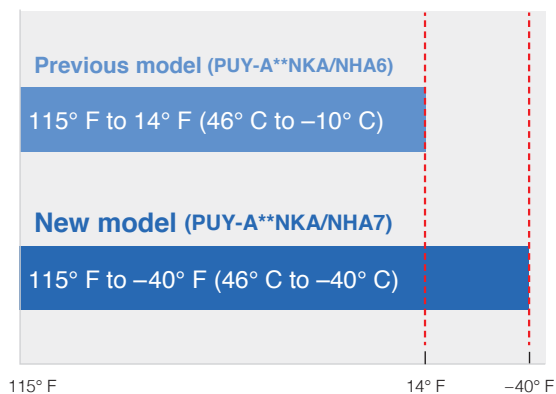 Previous model (PUY-A**NKA/NHA6)
115° F to 14° F (46° C to –10° C)
New model (PUY-A**NKA/NHA7)
115° F to –40° F (46° C to –40° C)
115° F 14° F –40° F